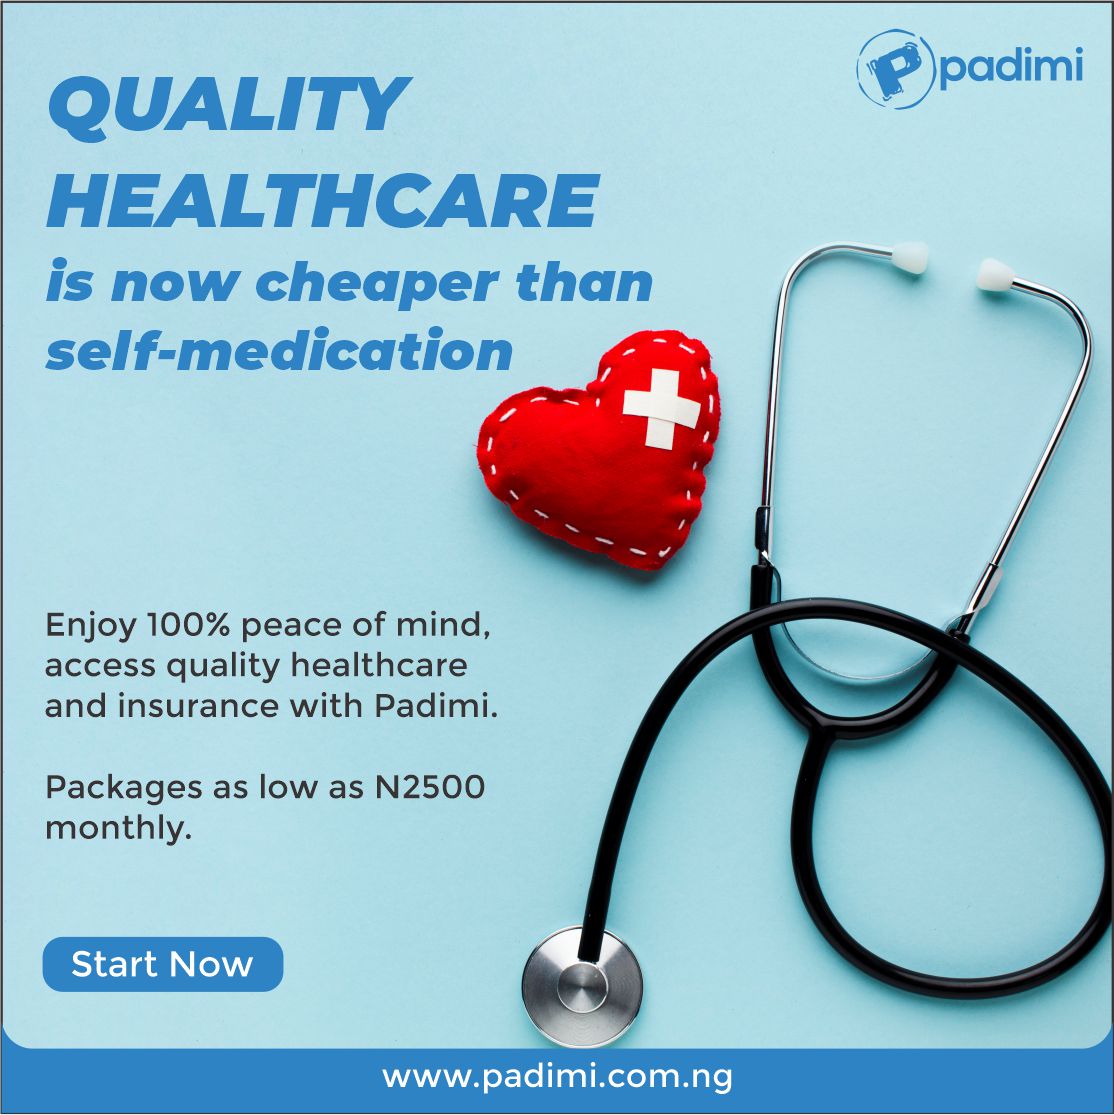 padimi
QUALITY
HEALTHCARE
is now cheaper than
self-medication
Enjoy 100% peace of mind,
access quality healthcare
and insurance with Padimi.
Packages as low as N2500
monthly.
Start Now
www.padimi.com.ng